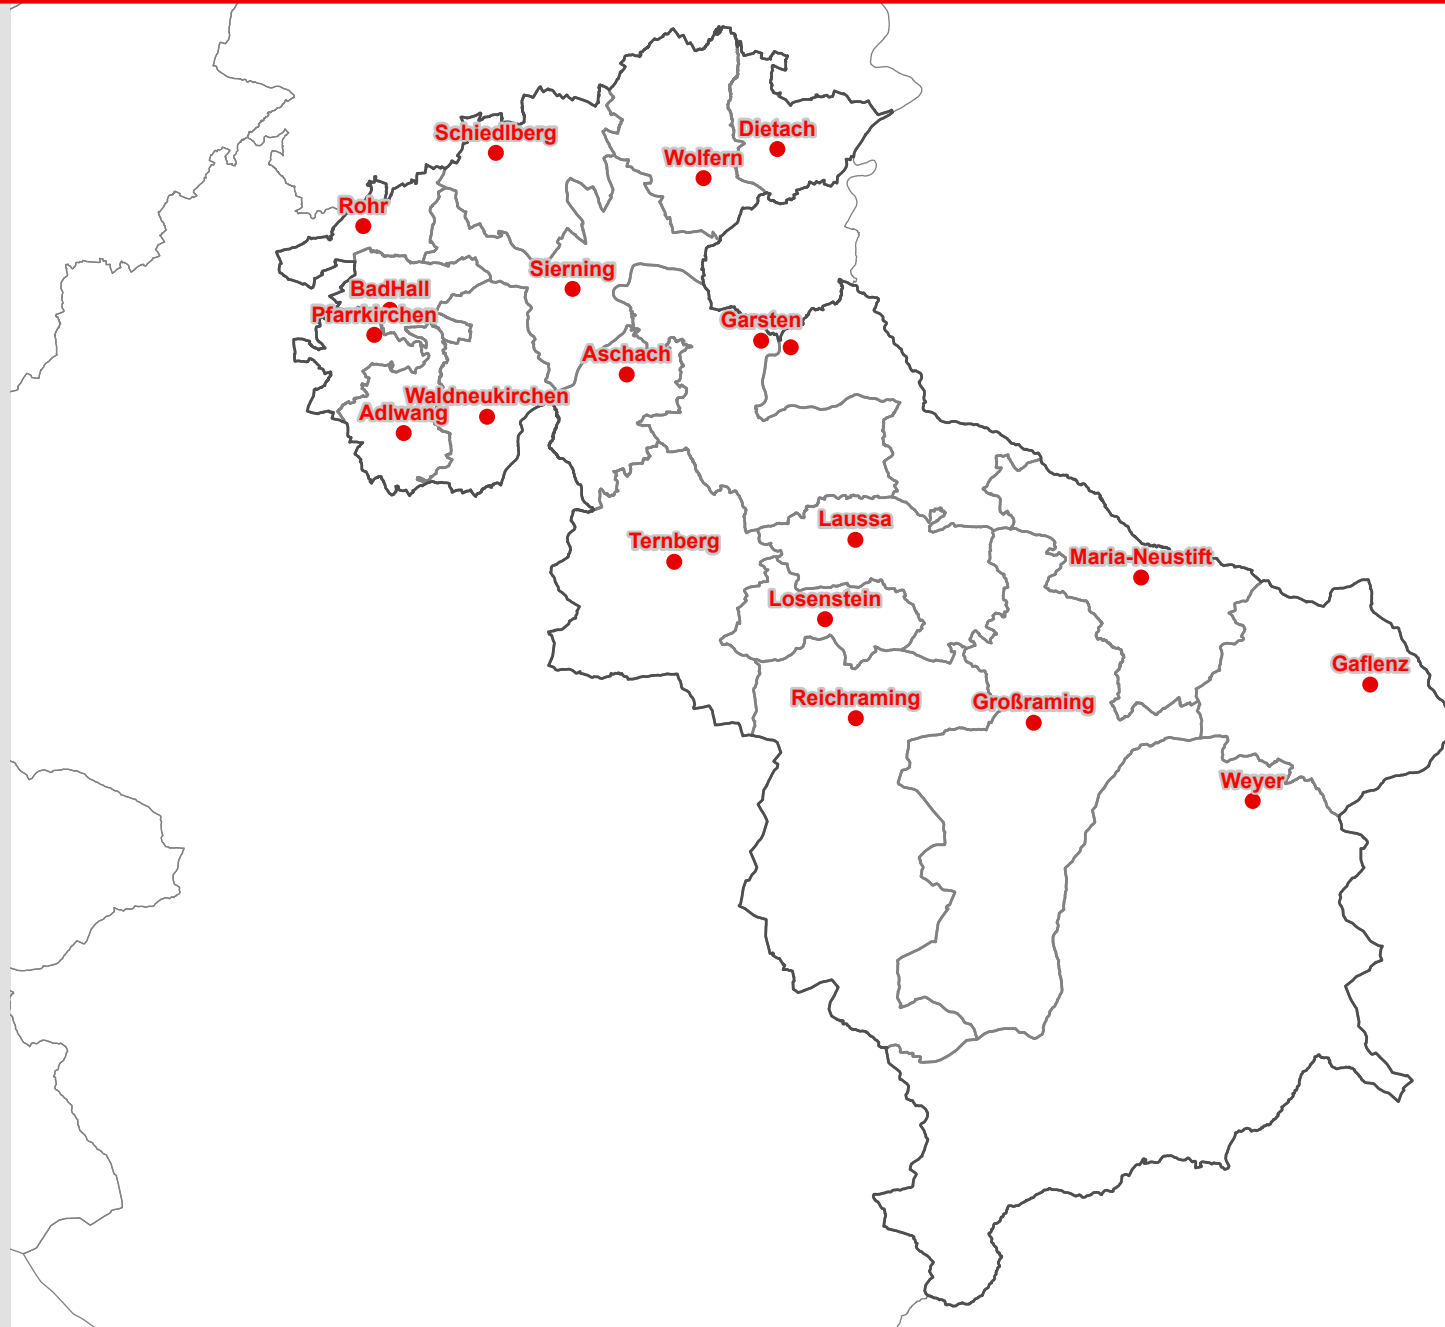 Dietach
Schiedlberg
Wolfern
Rohr
Sierning
BadHall
Pfarrkirchen
Garsten
Aschach
Waldneukirchen
Adlwang
Laussa
Ternberg
Maria-Neustift
Losenstein
Gaflenz
Reichraming
Großraming
Weyer